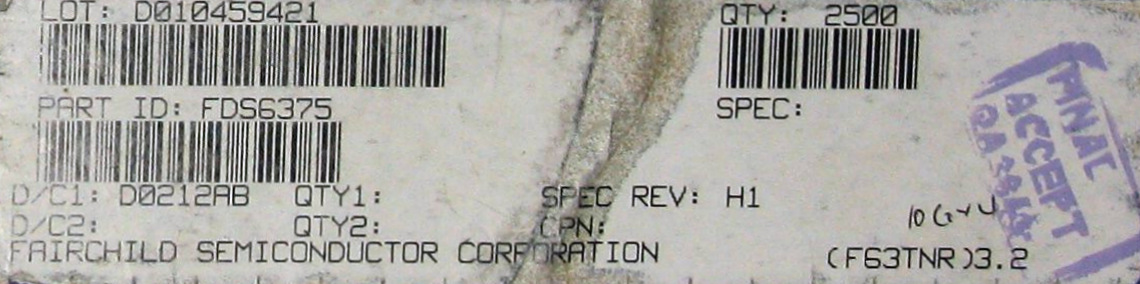 LOT: D010459421 QTY: 2500
PART ID: FDS6375 SPEC:
D/C1: D0212AB QTY1: SPEC REV: H1
D/C2: QTY2: CPN:
FAIRCHILD SEMICONDUCTOR CORPORATION (F63TNR)3.2
ACCEPT